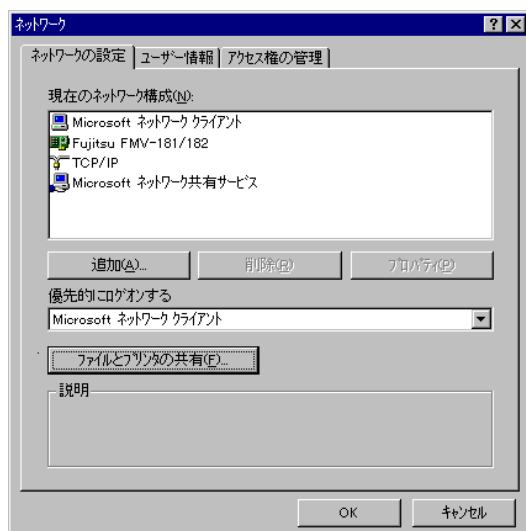 ネットワーク
ネットワークの設定 ユーザー情報 アクセス権の管理
現在のネットワーク構成(N):
Microsoft ネットワーク クライアント
Fujitsu FMV-181/182
TCP/IP
Microsoft ネットワーク共有サービス
追加(A)... 削除(R) プロパティ(P)
優先的にログオンする
Microsoft ネットワーク クライアント
ファイルとプリンタの共有(F)...
説明
OK キャンセル